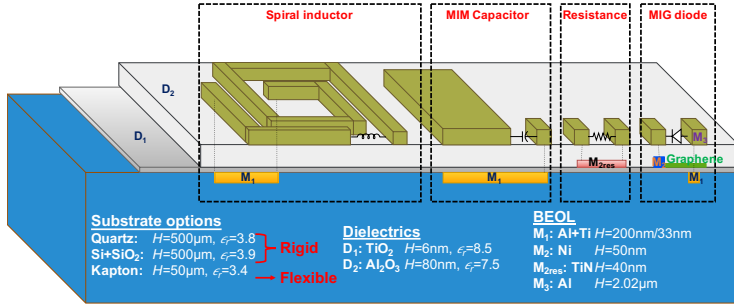 Spiral inductor
MIM Capacitor
Resistance
MIG diode
D₂
D₁
M₃
M₂ᵣₑₛ
M
Graphene
M₁
M₁
M₁
Substrate options
Quartz: H=500μm, εᵣ=3.8
Si+SiO₂: H=500μm, εᵣ=3.9
Kapton: H=50μm, εᵣ=3.4
Rigid
Flexible
Dielectrics
D₁: TiO₂ H=6nm, εᵣ=8.5
D₂: Al₂O₃ H=80nm, εᵣ=7.5
BEOL
M₁: Al+Ti H=200nm/33nm
M₂: Ni H=50nm
M₂ᵣₑₛ: TiN H=40nm
M₃: Al H=2.02μm